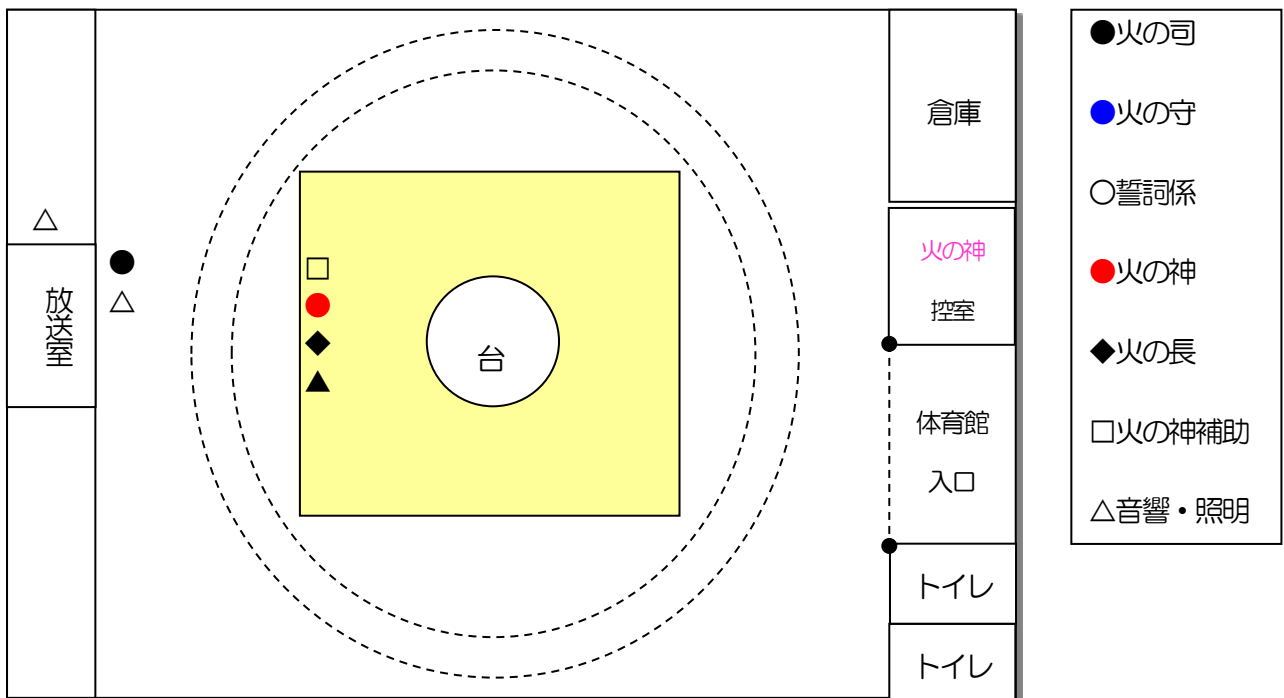 放送室
台
倉庫
火の神
控室
体育館
入口
トイレ
トイレ
●火の司
●火の守
○誓詞係
●火の神
◆火の長
□火の神補助
△音響・照明